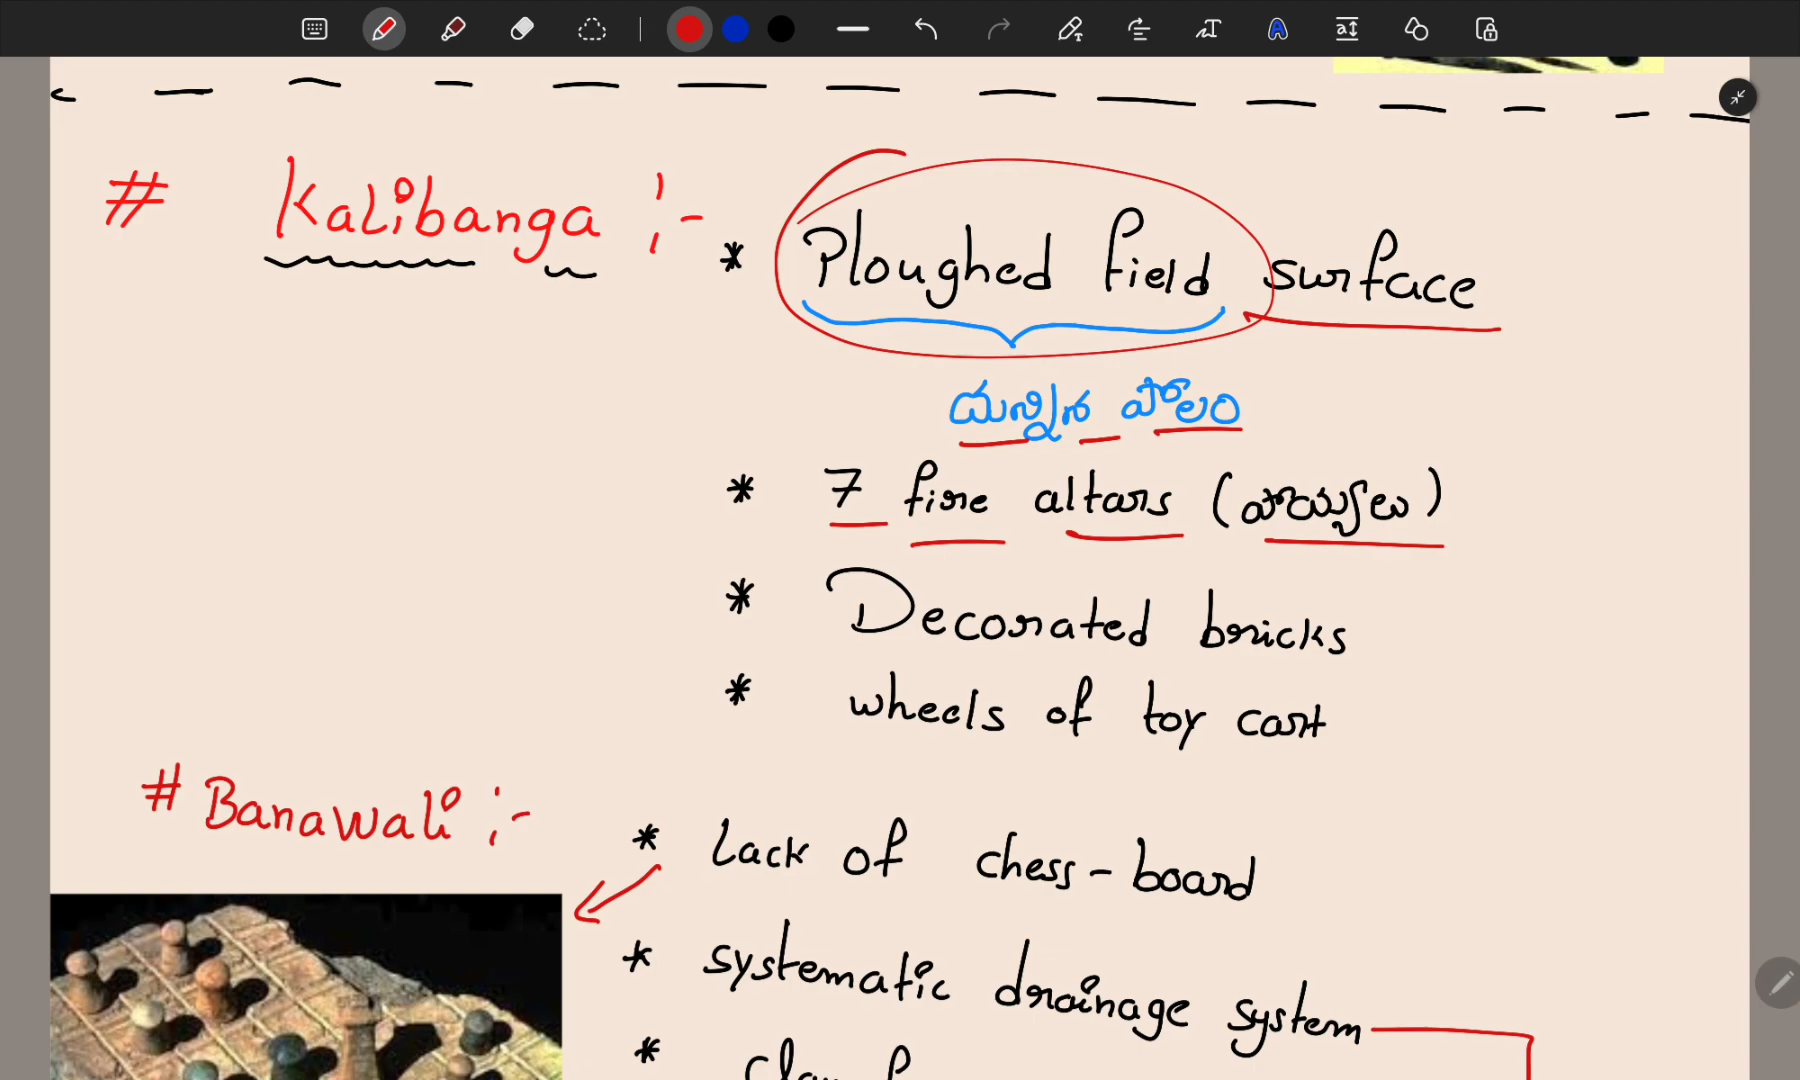 # Kalibanga :-
* Ploughed field surface
దున్నిన పొలం
* 7 fire altars (పొయ్యిలు)
* Decorated bricks
* wheels of toy cart
# Banawali :-
* Lack of chess-board
* systematic drainage system
*